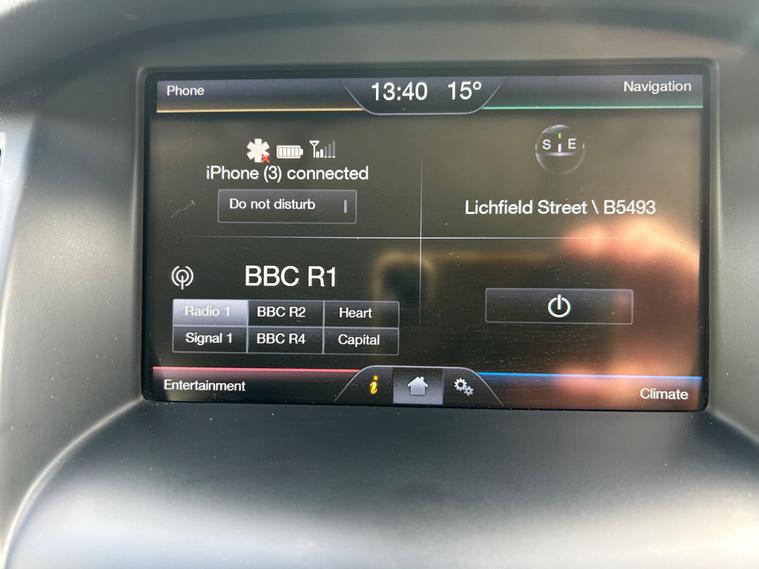 Phone
13:40 15°
Navigation
iPhone (3) connected
Do not disturb
S E
Lichfield Street \ B5493
BBC R1
Radio 1 BBC R2 Heart
Signal 1 BBC R4 Capital
Entertainment
i
Climate